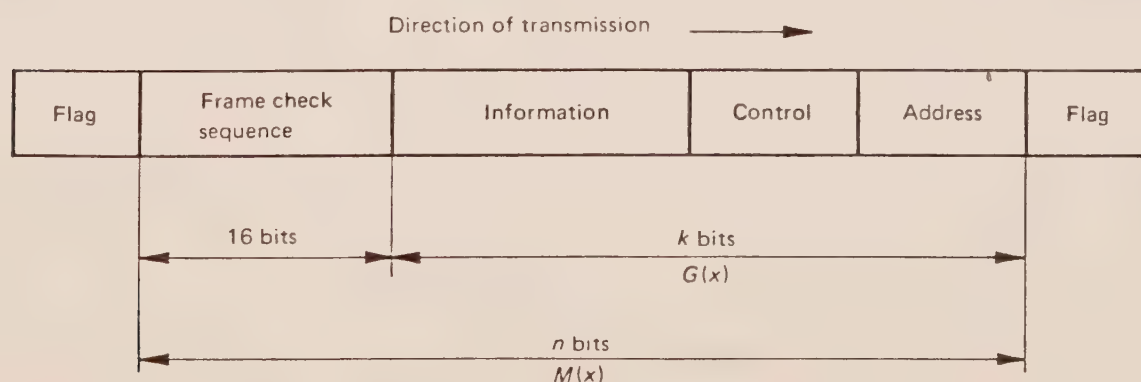 Direction of transmission
Flag
Frame check
sequence
Information
Control
Address
Flag
16 bits
k bits
G(x)
n bits
M(x)